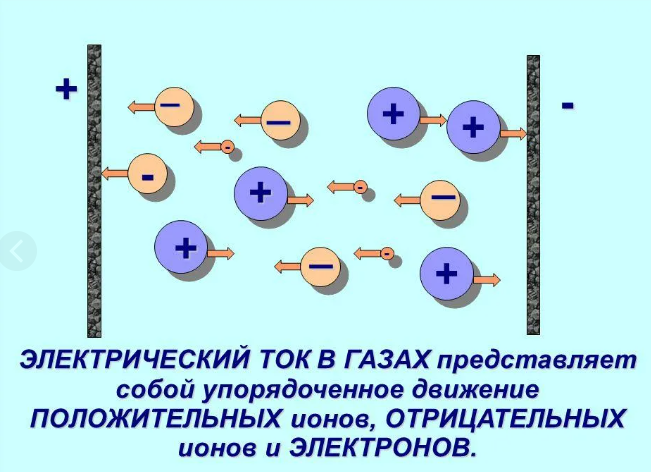 + -
− − + +
-
- + - −
+ − - +
ЭЛЕКТРИЧЕСКИЙ ТОК В ГАЗАХ представляет
собой упорядоченное движение
ПОЛОЖИТЕЛЬНЫХ ионов, ОТРИЦАТЕЛЬНЫХ
ионов и ЭЛЕКТРОНОВ.